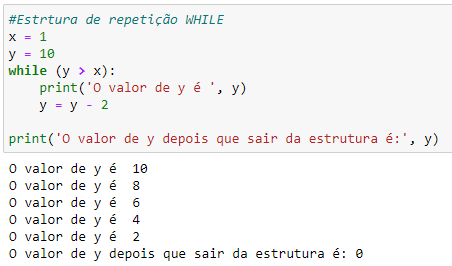 #Estrtura de repetição WHILE
x = 1
y = 10
while (y > x):
    print('O valor de y é ', y)
    y = y - 2
print('O valor de y depois que sair da estrutura é:', y)
O valor de y é  10
O valor de y é  8
O valor de y é  6
O valor de y é  4
O valor de y é  2
O valor de y depois que sair da estrutura é: 0